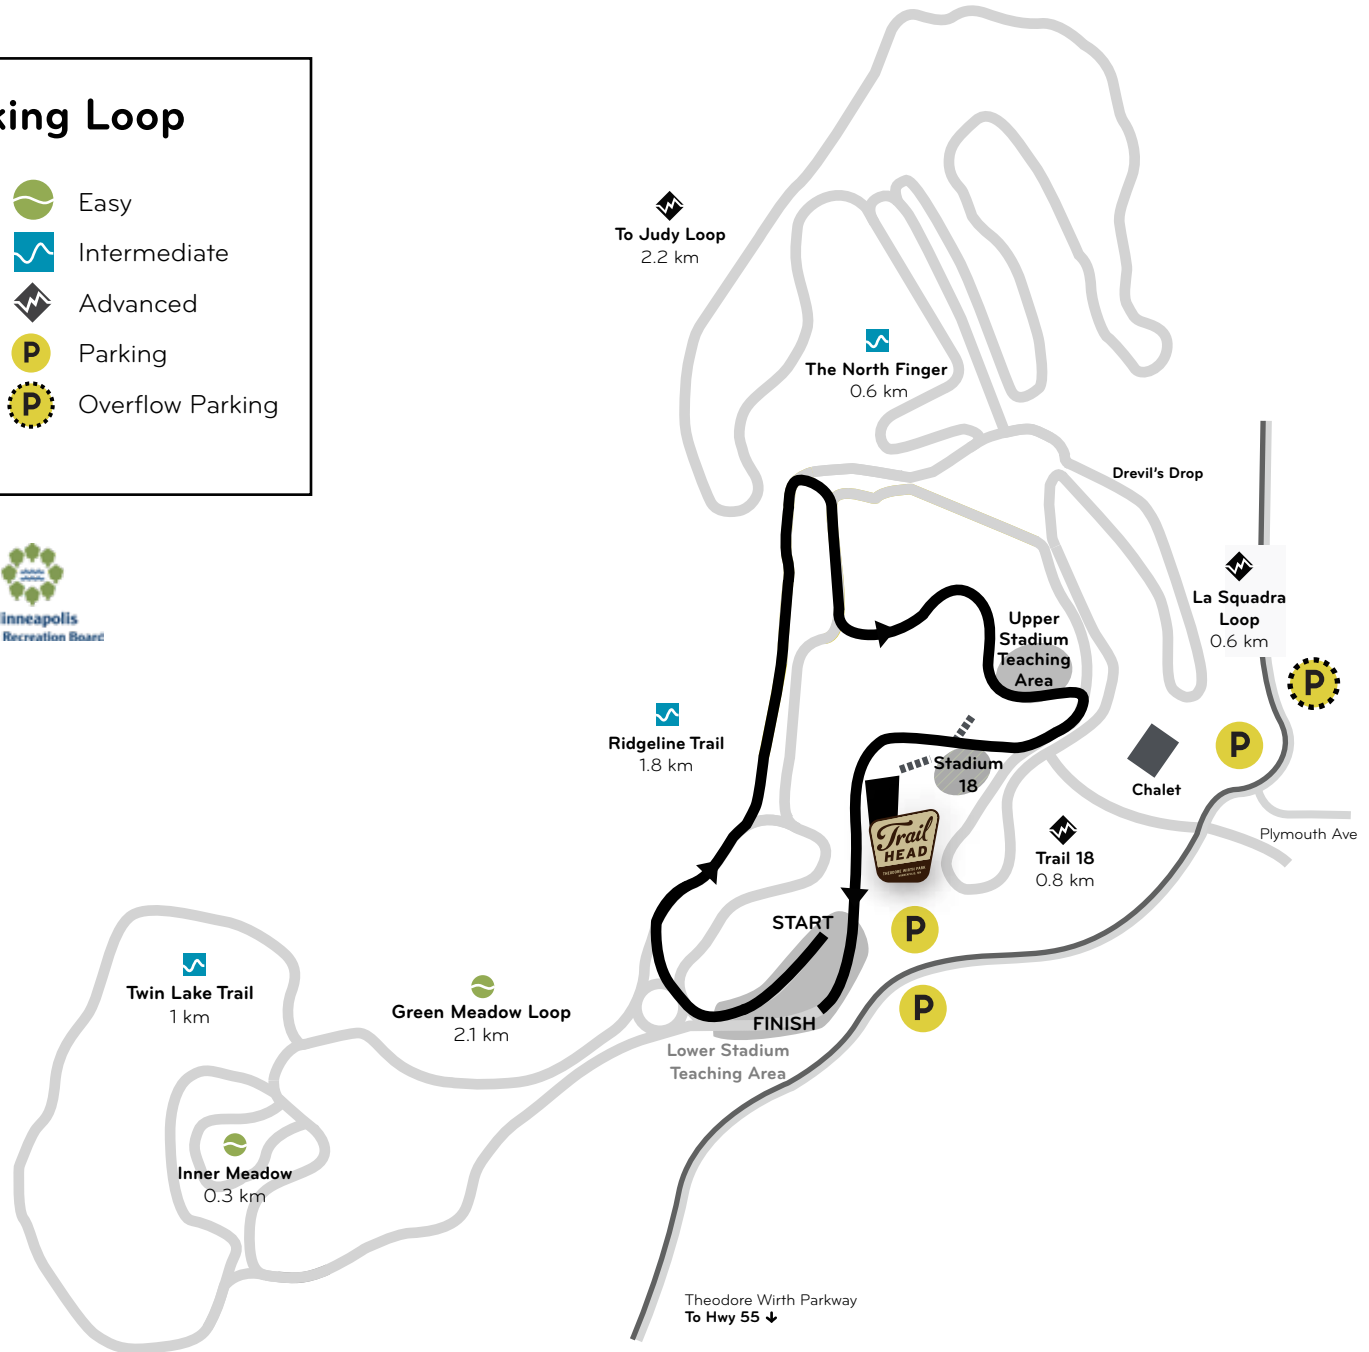 king Loop
Easy
Intermediate
Advanced
P
Parking
P
Overflow Parking
inneapolis
Recreation Board
To Judy Loop
2.2 km
The North Finger
0.6 km
Drevil's Drop
La Squadra
Loop
0.6 km
Upper
Stadium
Teaching
Area
P
Ridgeline Trail
1.8 km
P
Stadium
18
Chalet
Plymouth Ave
Trail
HEAD
THEODORE WIRTH PARK
Trail 18
0.8 km
START
P
Twin Lake Trail
1 km
Green Meadow Loop
2.1 km
P
FINISH
Lower Stadium
Teaching Area
Inner Meadow
0.3 km
Theodore Wirth Parkway
To Hwy 55